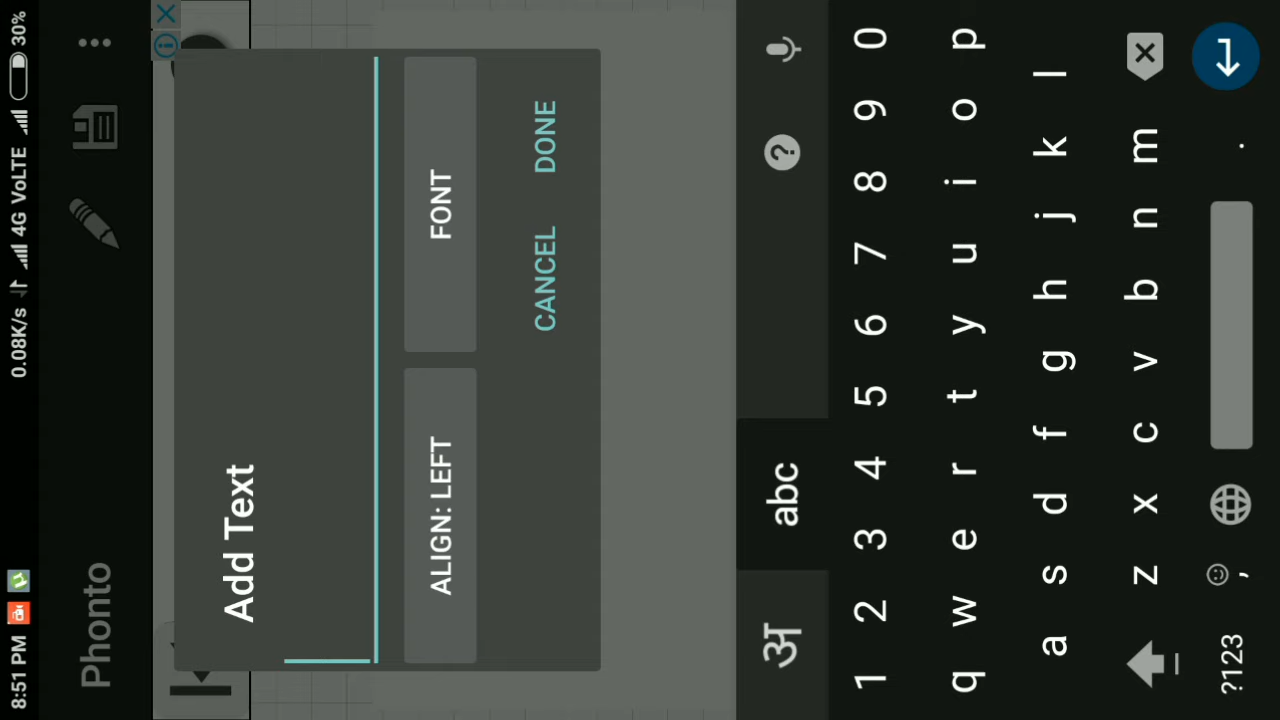 8:51 PM 0.08K/s 4G VoLTE 30%
Phonto
Add Text
ALIGN: LEFT FONT
CANCEL DONE
अ abc
1 2 3 4 5 6 7 8 9 0
q w e r t y u i o p
a s d f g h j k l
z x c v b n m
?123 , .